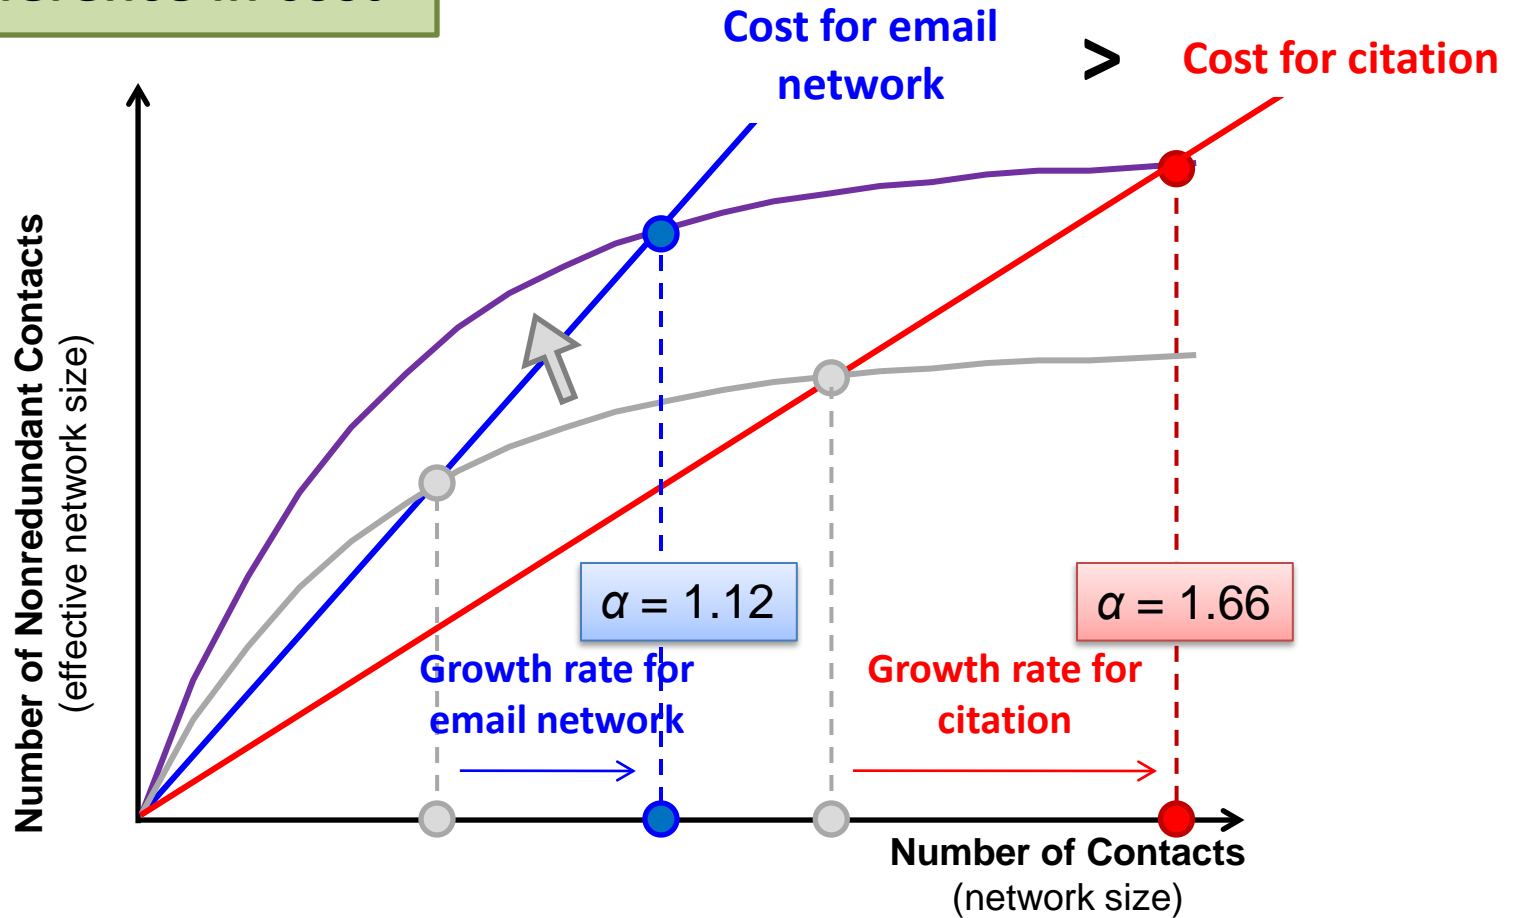 Cost for email
network
>
Cost for citation
Number of Nonredundant Contacts
(effective network size)
α = 1.12
α = 1.66
Growth rate for
email network
Growth rate for
citation
Number of Contacts
(network size)